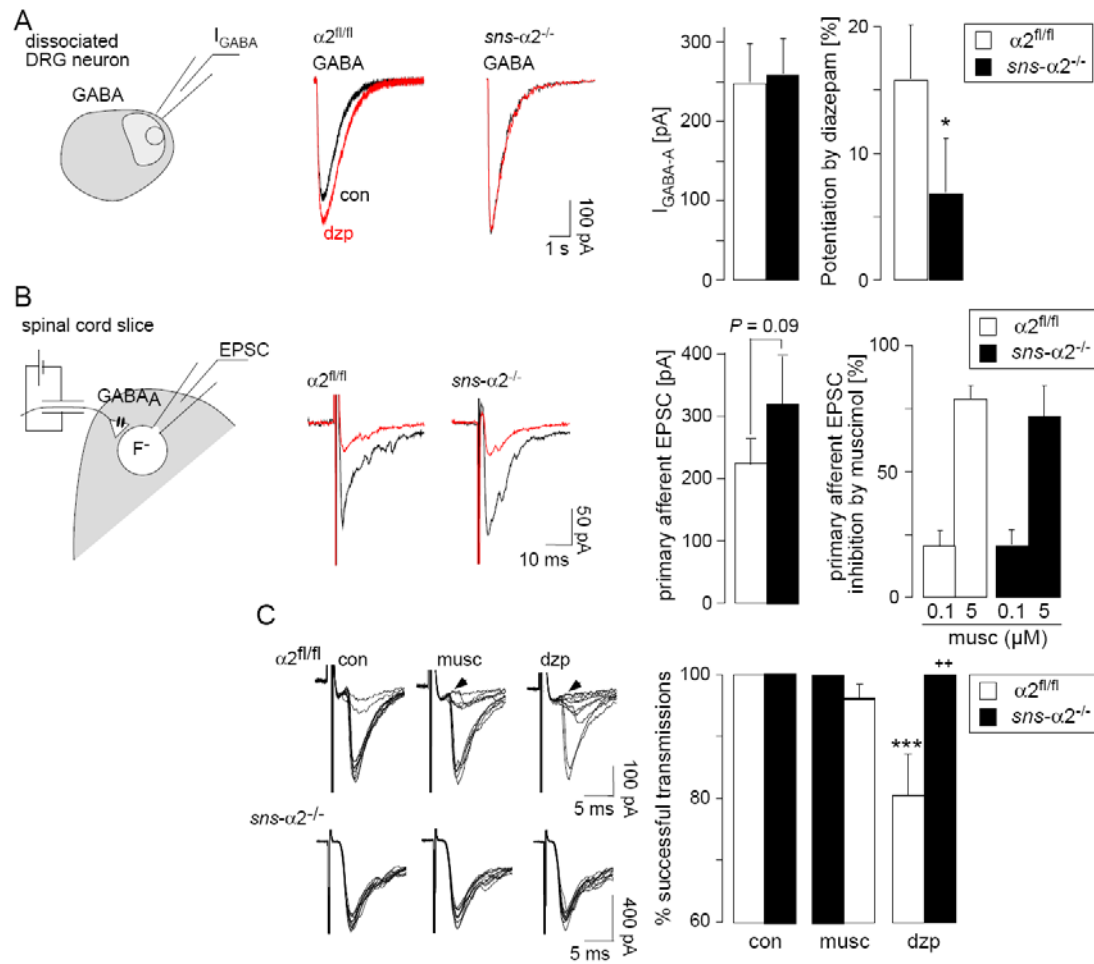 A
dissociated
DRG neuron
I_GABA
GABA
α2^fl/fl
GABA
sns-α2^-/-
GABA
con
dzp
100 pA
1 s
I_GABA-A [pA]
300
200
100
0
Potentiation by diazepam [%]
20
10
0
*
α2^fl/fl
sns-α2^-/-
B
spinal cord slice
EPSC
GABAA
F-
α2^fl/fl
sns-α2^-/-
50 pA
10 ms
primary afferent EPSC [pA]
P = 0.09
400
300
200
100
0
primary afferent EPSC
inhibition by muscimol [%]
100
50
0
0.1 5 0.1 5
musc (µM)
α2^fl/fl
sns-α2^-/-
C
α2^fl/fl
con musc dzp
100 pA
5 ms
sns-α2^-/-
400 pA
5 ms
% successful transmissions
100
80
60
***
++
con musc dzp
α2^fl/fl
sns-α2^-/-